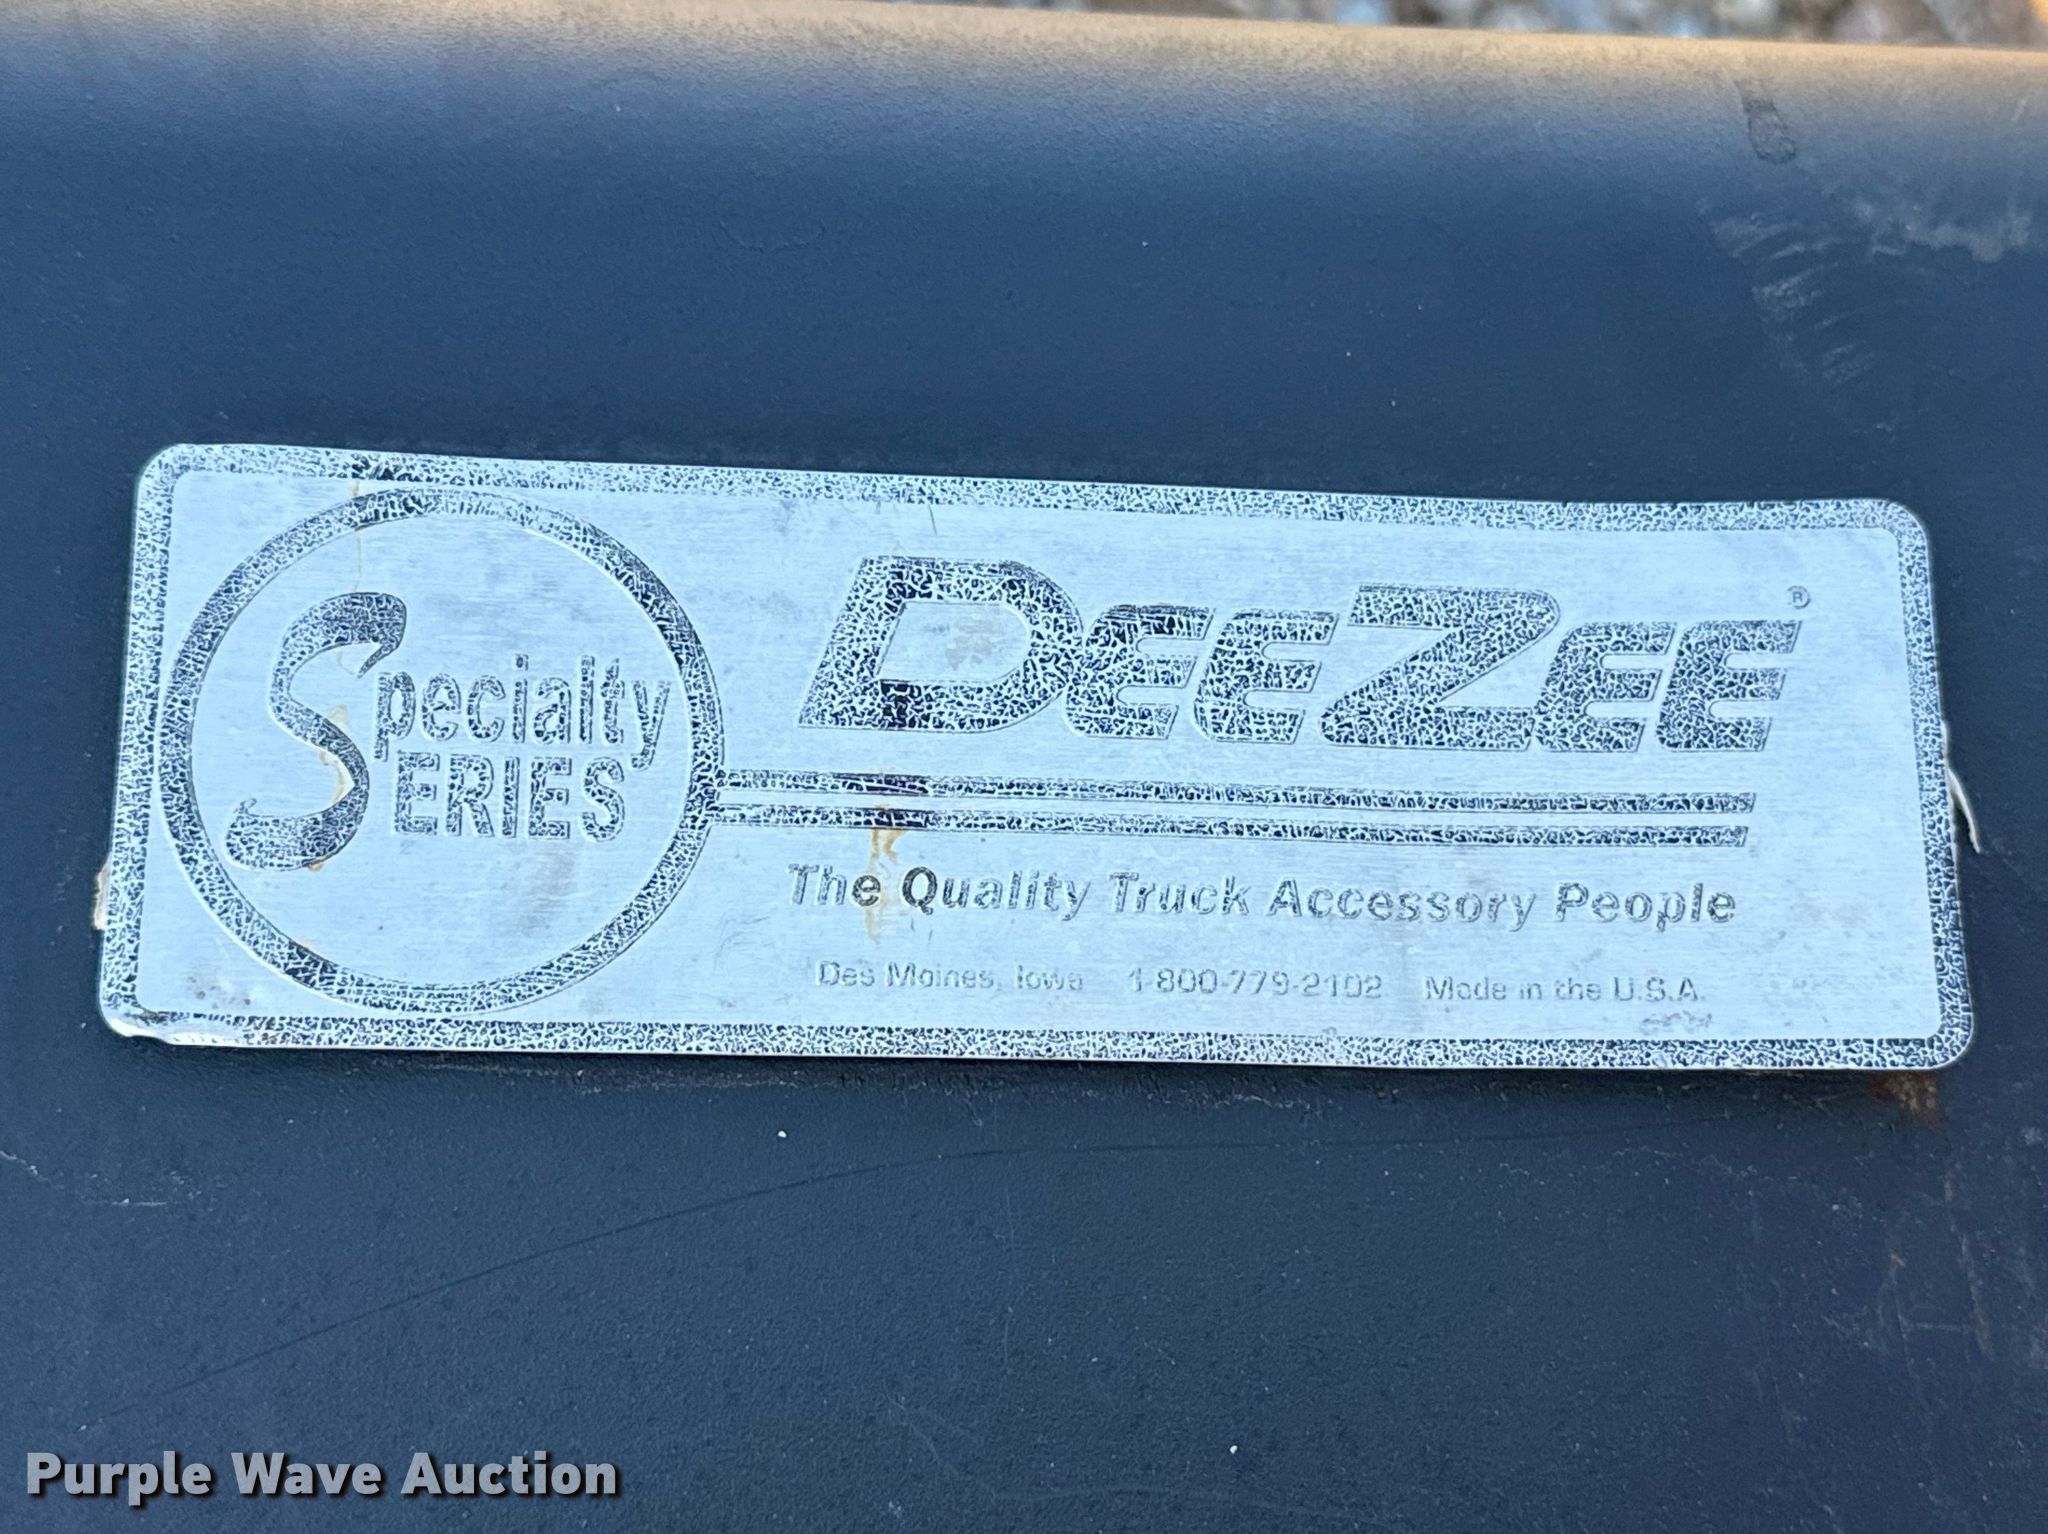 Specialty
SERIES
DEEZEE®
The Quality Truck Accessory People
Des Moines, Iowa 1-800-779-2102 Made in the U.S.A.
Purple Wave Auction